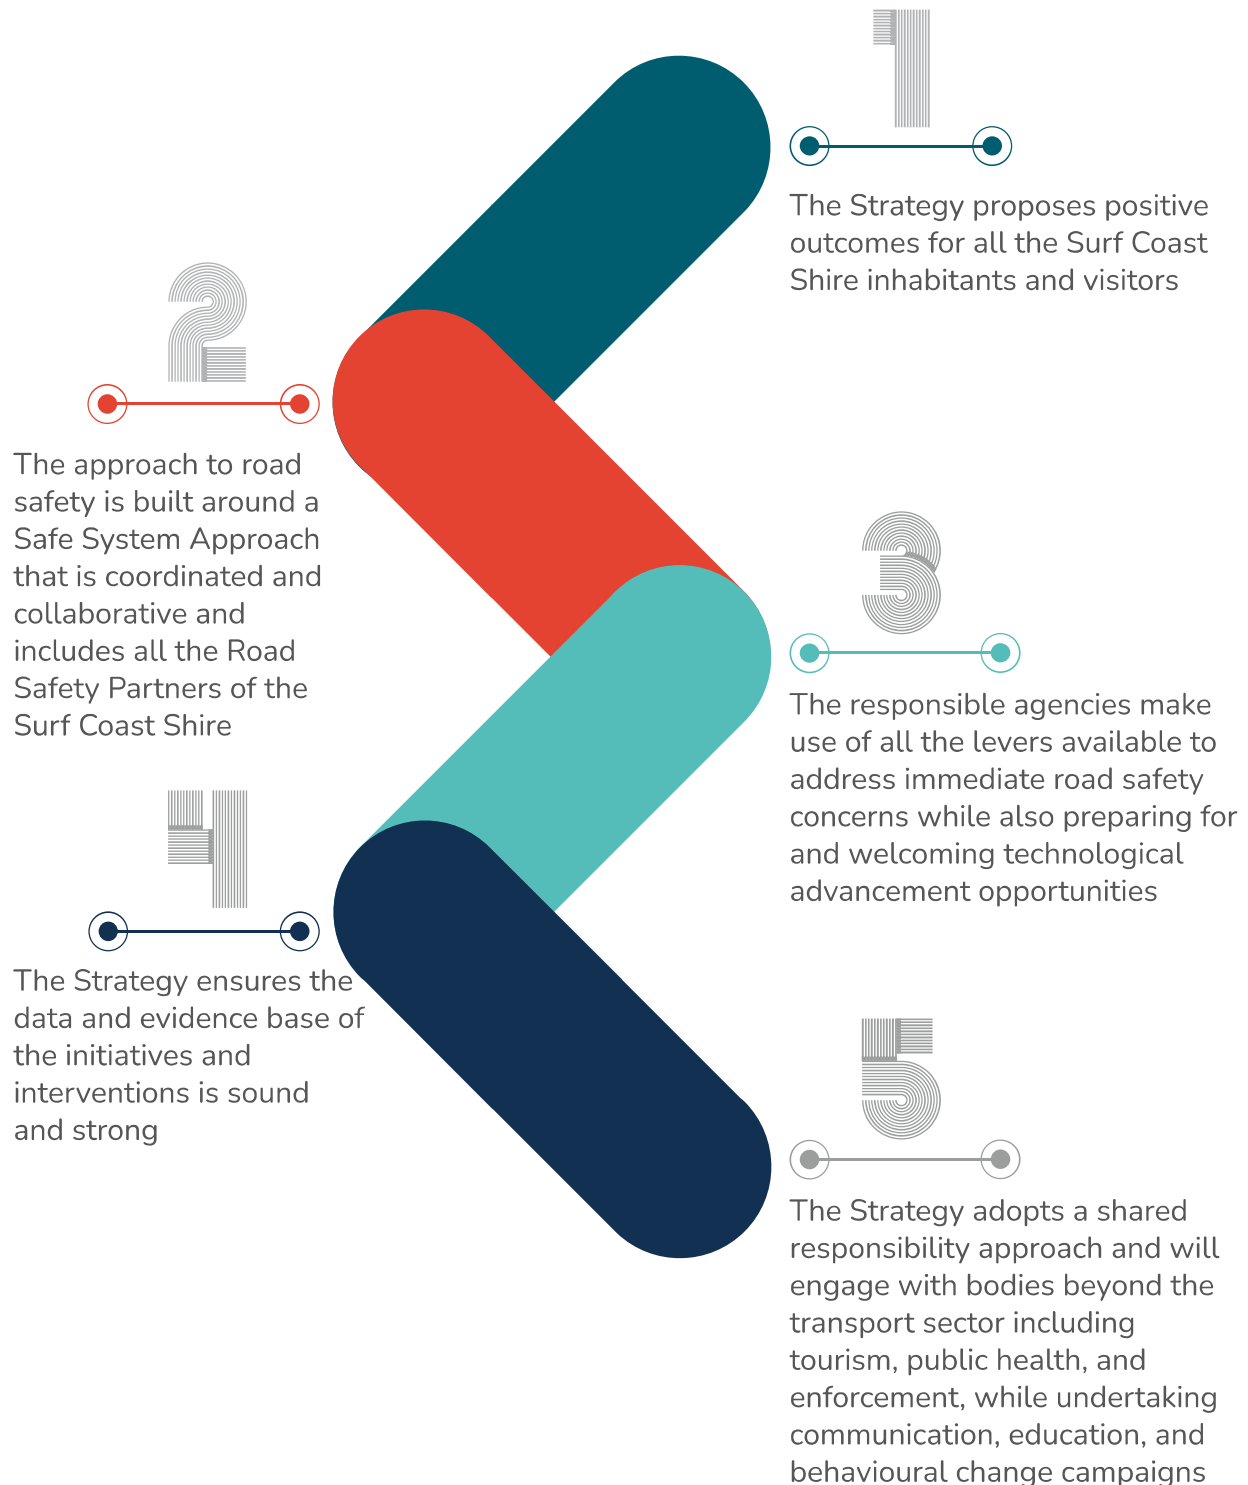 1
The Strategy proposes positive
outcomes for all the Surf Coast
Shire inhabitants and visitors
2
The approach to road
safety is built around a
Safe System Approach
that is coordinated and
collaborative and
includes all the Road
Safety Partners of the
Surf Coast Shire
3
The responsible agencies make
use of all the levers available to
address immediate road safety
concerns while also preparing for
and welcoming technological
advancement opportunities
4
The Strategy ensures the
data and evidence base of
the initiatives and
interventions is sound
and strong
5
The Strategy adopts a shared
responsibility approach and will
engage with bodies beyond the
transport sector including
tourism, public health, and
enforcement, while undertaking
communication, education, and
behavioural change campaigns